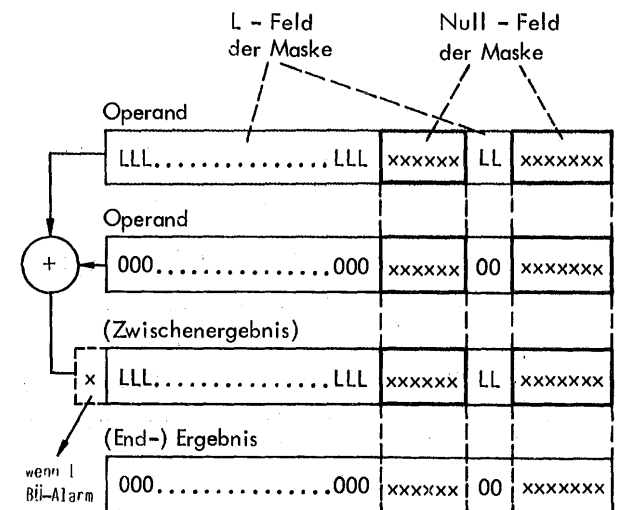 L - Feld
der Maske
Null - Feld
der Maske
Operand
LLL...............LLL xxxxxx LL xxxxxxx
Operand
000...............000 xxxxxx 00 xxxxxxx
+
(Zwischenergebnis)
x LLL...............LLL xxxxxx LL xxxxxxx
(End-) Ergebnis
wenn L
BÜ-Alarm
000...............000 xxxxxx 00 xxxxxxx